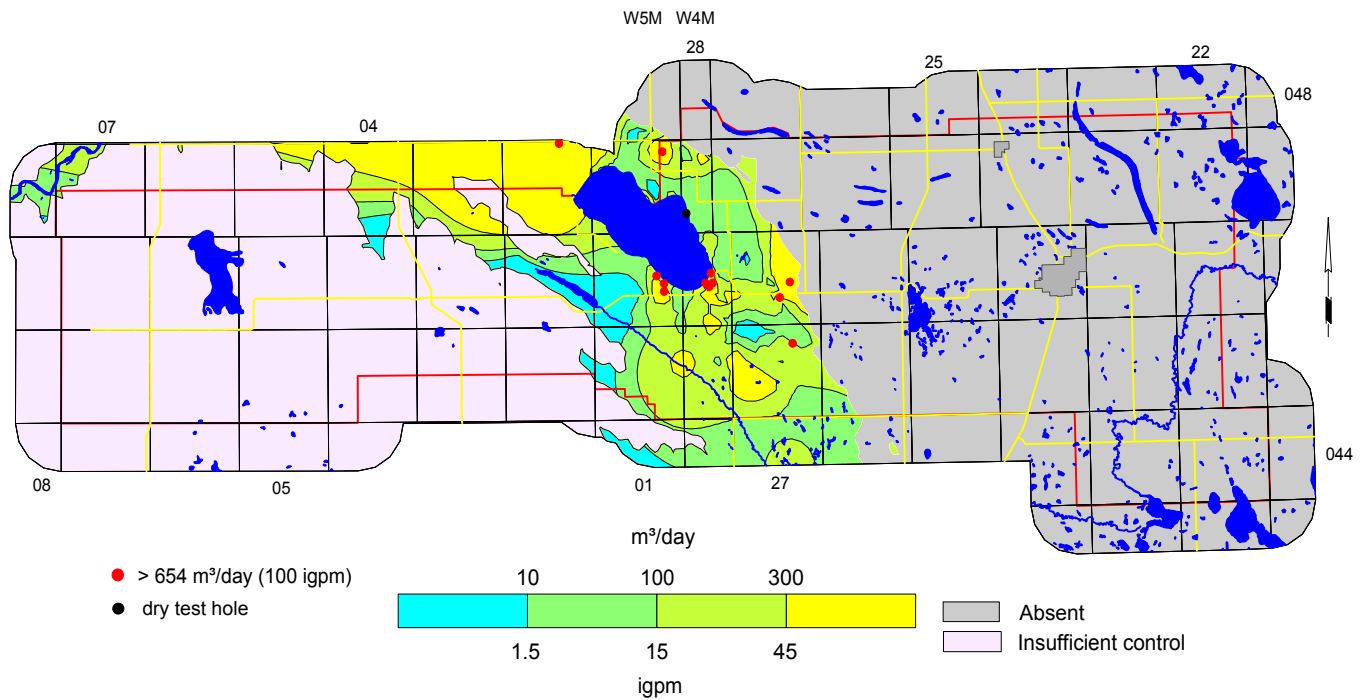 W5M W4M
28
22
25
048
07
04
044
08
05
01
27
m³/day
> 654 m³/day (100 igpm)
dry test hole
10
100
300
1.5
15
45
igpm
Absent
Insufficient control